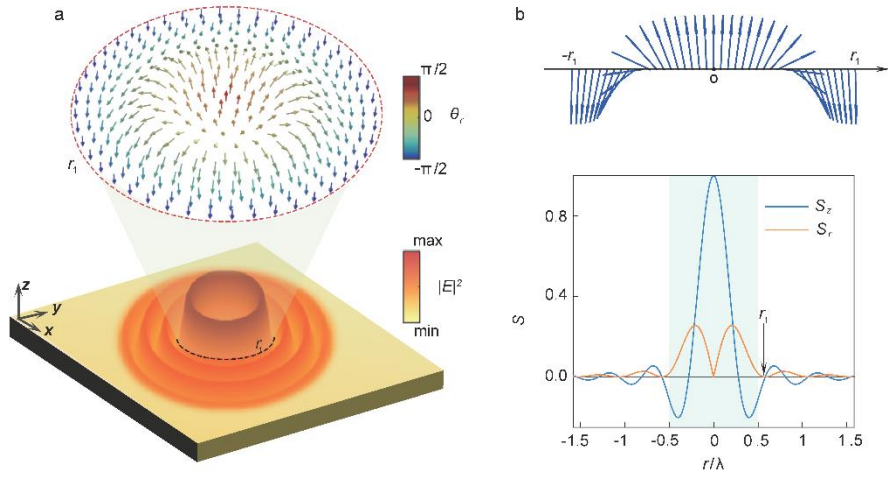 a
π/2
0
θr
-π/2
r1
max
|E|²
min
z
y
x
r1
b
-r1
r1
o
Sz
Sr
0.8
0.4
0.0
S
r1
-1.5
-1
-0.5
0
0.5
1
1.5
r/λ